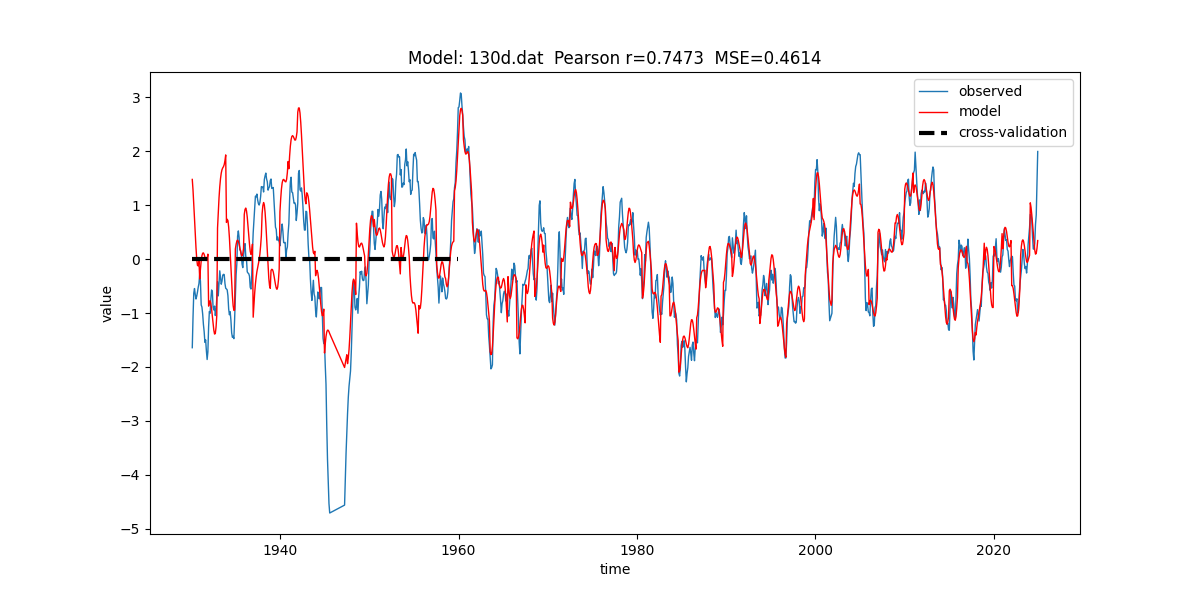 Model: 130d.dat  Pearson r=0.7473  MSE=0.4614
observed
model
cross-validation
3
2
1
0
−1
−2
−3
−4
−5
value
1940
1960
1980
2000
2020
time